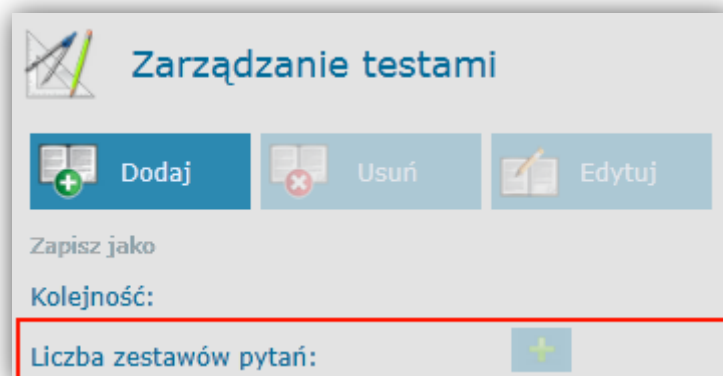 Zarządzanie testami
Dodaj Usuń Edytuj
Zapisz jako
Kolejność:
Liczba zestawów pytań: